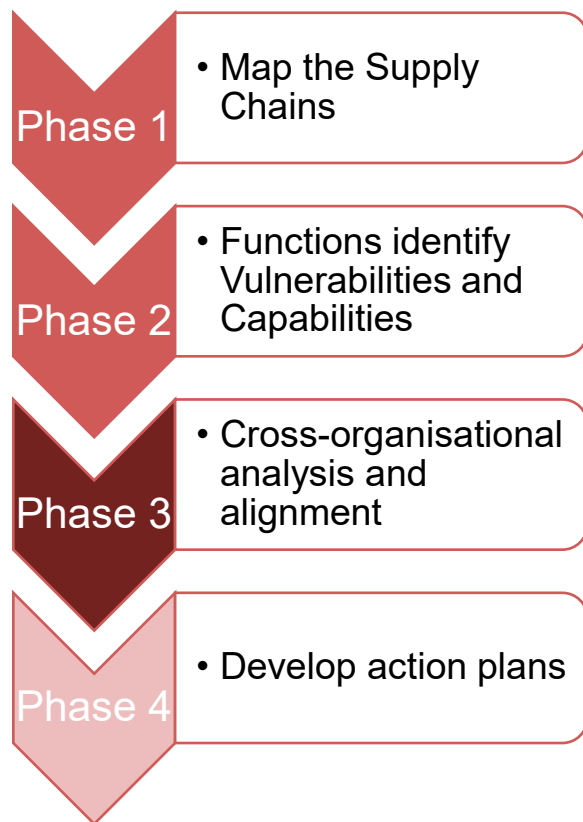 Phase 1
• Map the Supply
Chains
Phase 2
• Functions identify
Vulnerabilities and
Capabilities
Phase 3
• Cross-organisational
analysis and
alignment
Phase 4
• Develop action plans